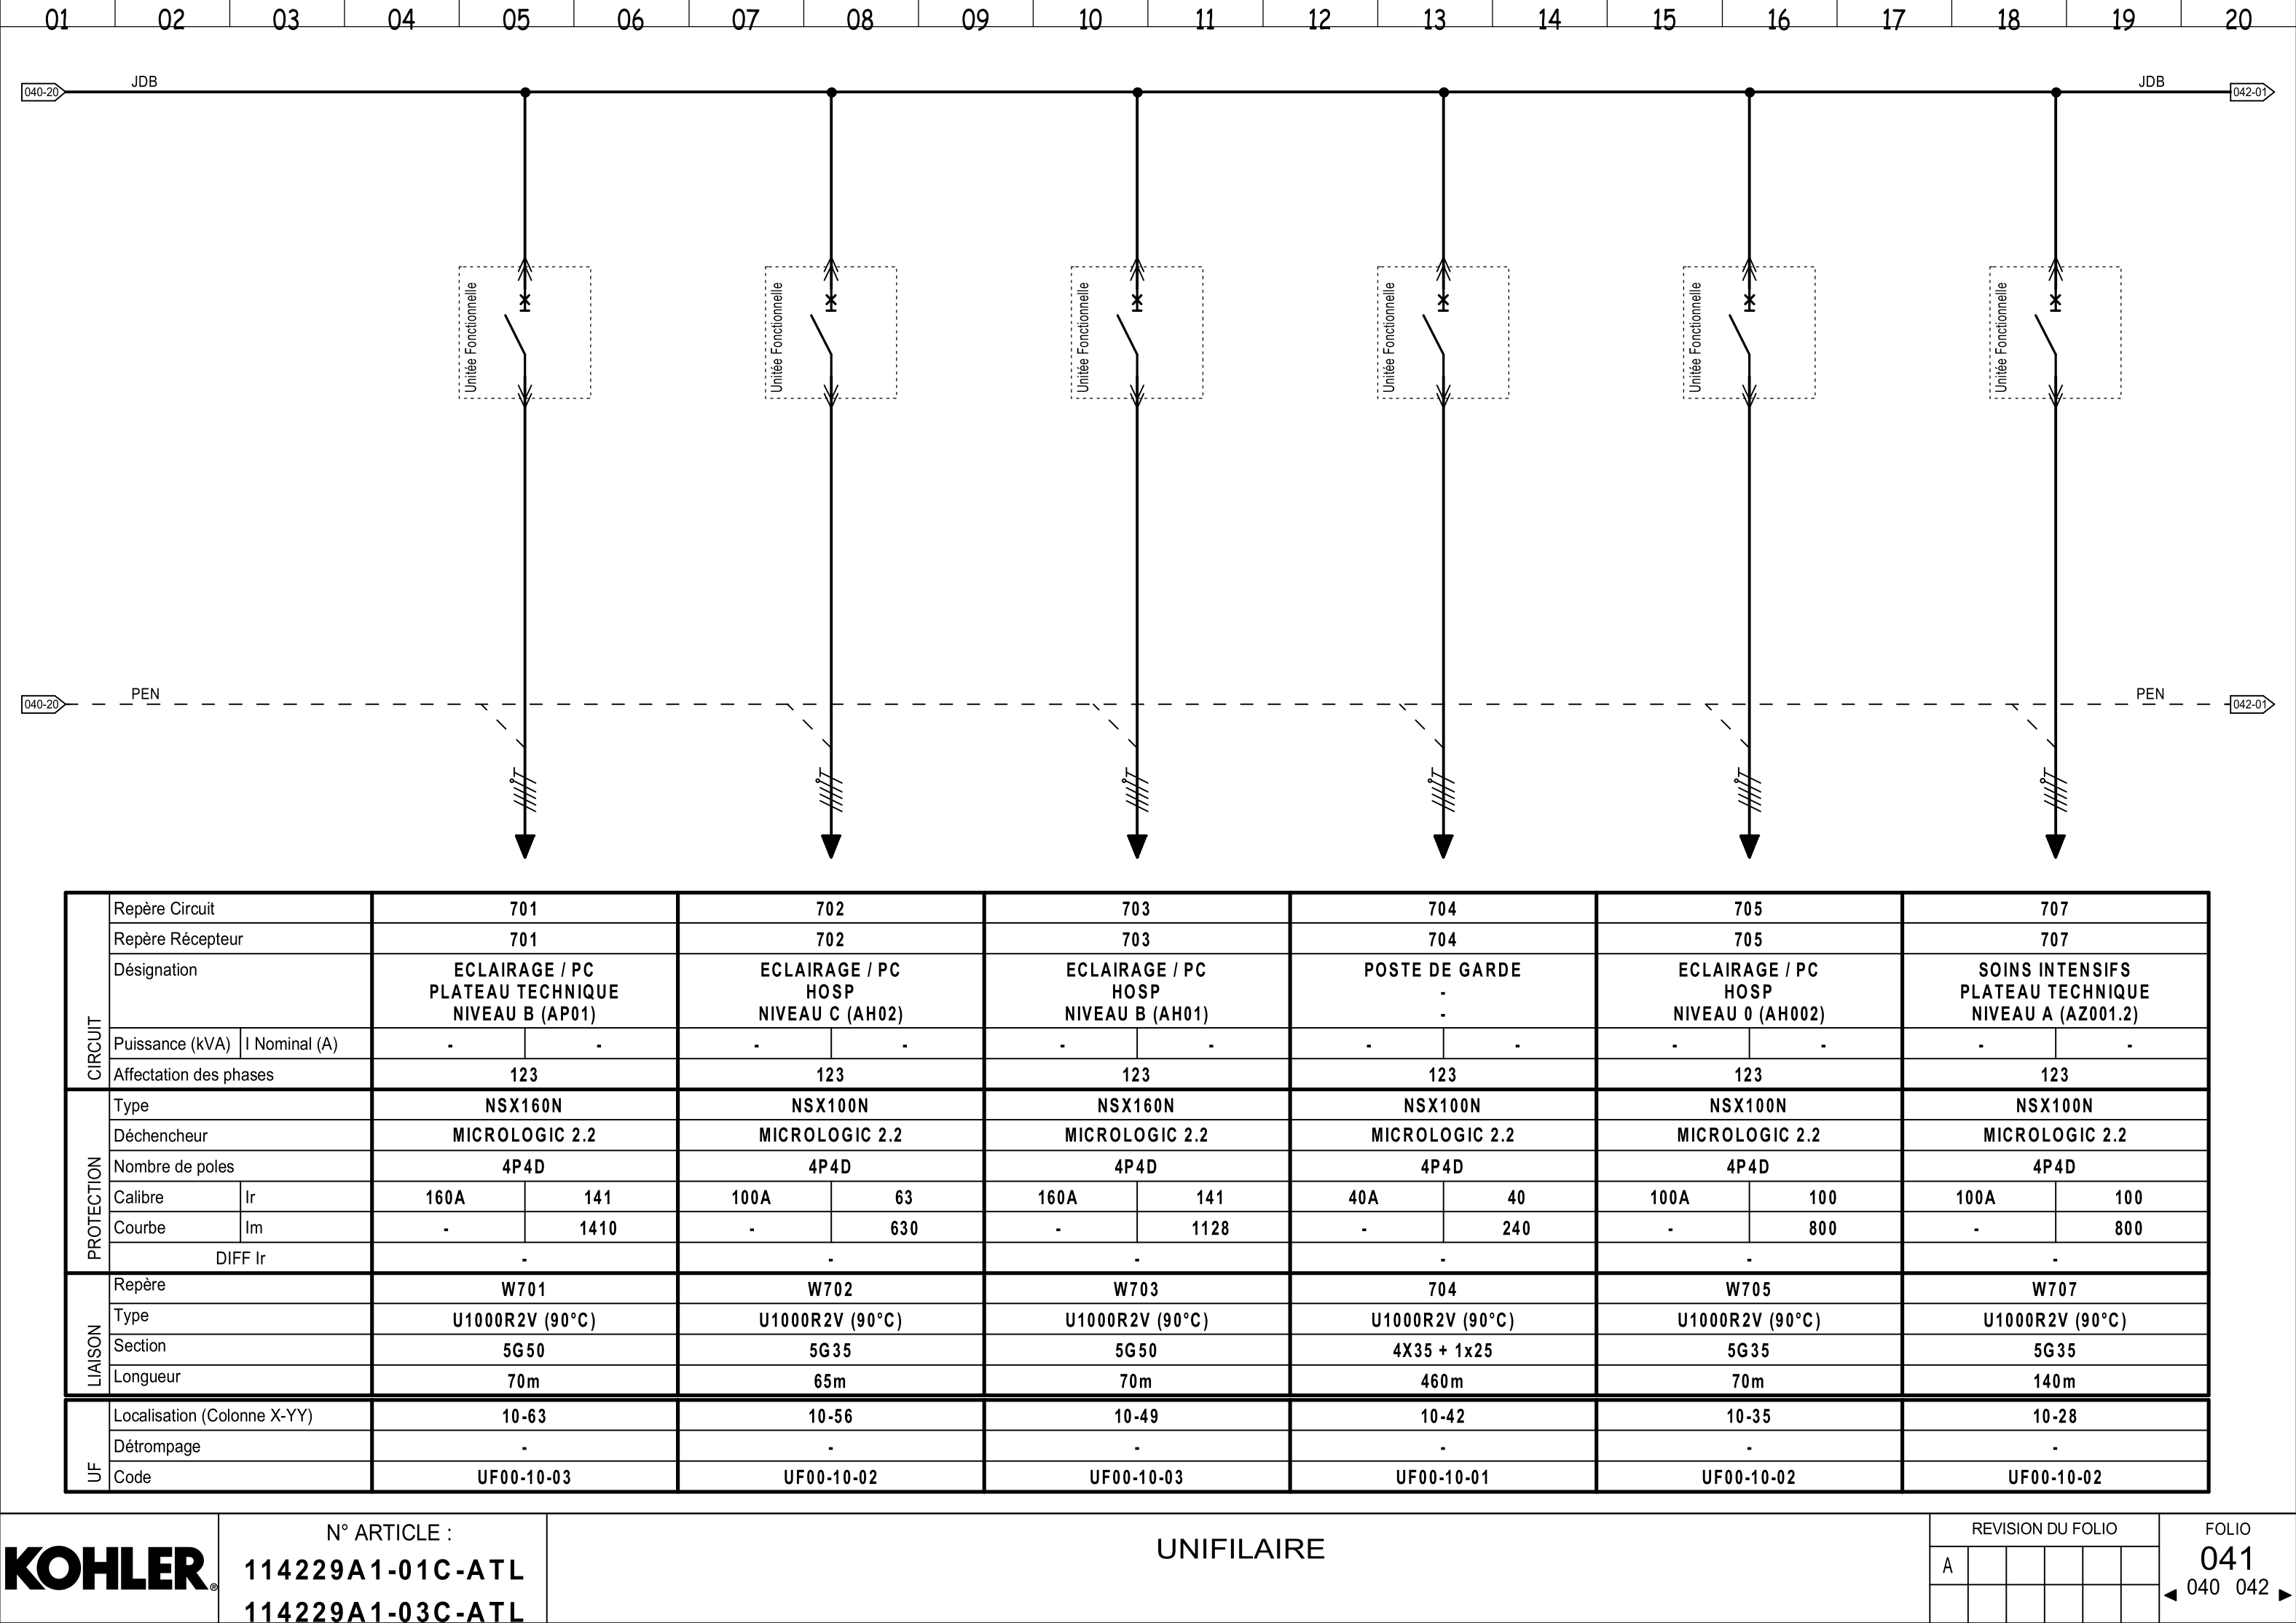 01 02 03 04 05 06 07 08 09 10 11 12 13 14 15 16 17 18 19 20
JDB JDB
040-20 042-01
Unitée Fonctionnelle Unitée Fonctionnelle Unitée Fonctionnelle Unitée Fonctionnelle Unitée Fonctionnelle Unitée Fonctionnelle
PEN PEN
040-20 042-01
CIRCUIT
Repère Circuit 701 702 703 704 705 707
Repère Récepteur 701 702 703 704 705 707
Désignation ECLAIRAGE / PC ECLAIRAGE / PC ECLAIRAGE / PC POSTE DE GARDE ECLAIRAGE / PC SOINS INTENSIFS
PLATEAU TECHNIQUE HOSP HOSP - HOSP PLATEAU TECHNIQUE
NIVEAU B (AP01) NIVEAU C (AH02) NIVEAU B (AH01) - NIVEAU 0 (AH002) NIVEAU A (AZ001.2)
Puissance (kVA) I Nominal (A) - - - - - - - - - - - -
Affectation des phases 123 123 123 123 123 123
PROTECTION
Type NSX160N NSX100N NSX160N NSX100N NSX100N NSX100N
Déchencheur MICROLOGIC 2.2 MICROLOGIC 2.2 MICROLOGIC 2.2 MICROLOGIC 2.2 MICROLOGIC 2.2 MICROLOGIC 2.2
Nombre de poles 4P4D 4P4D 4P4D 4P4D 4P4D 4P4D
Calibre Ir 160A 141 100A 63 160A 141 40A 40 100A 100 100A 100
Courbe Im - 1410 - 630 - 1128 - 240 - 800 - 800
DIFF Ir - - - - - -
LIAISON
Repère W701 W702 W703 704 W705 W707
Type U1000R2V (90°C) U1000R2V (90°C) U1000R2V (90°C) U1000R2V (90°C) U1000R2V (90°C) U1000R2V (90°C)
Section 5G50 5G35 5G50 4X35 + 1x25 5G35 5G35
Longueur 70m 65m 70m 460m 70m 140m
UF
Localisation (Colonne X-YY) 10-63 10-56 10-49 10-42 10-35 10-28
Détrompage - - - - - -
Code UF00-10-03 UF00-10-02 UF00-10-03 UF00-10-01 UF00-10-02 UF00-10-02
KOHLER®
N° ARTICLE :
114229A1-01C-ATL
114229A1-03C-ATL
UNIFILAIRE
REVISION DU FOLIO
A
FOLIO
041
040 042